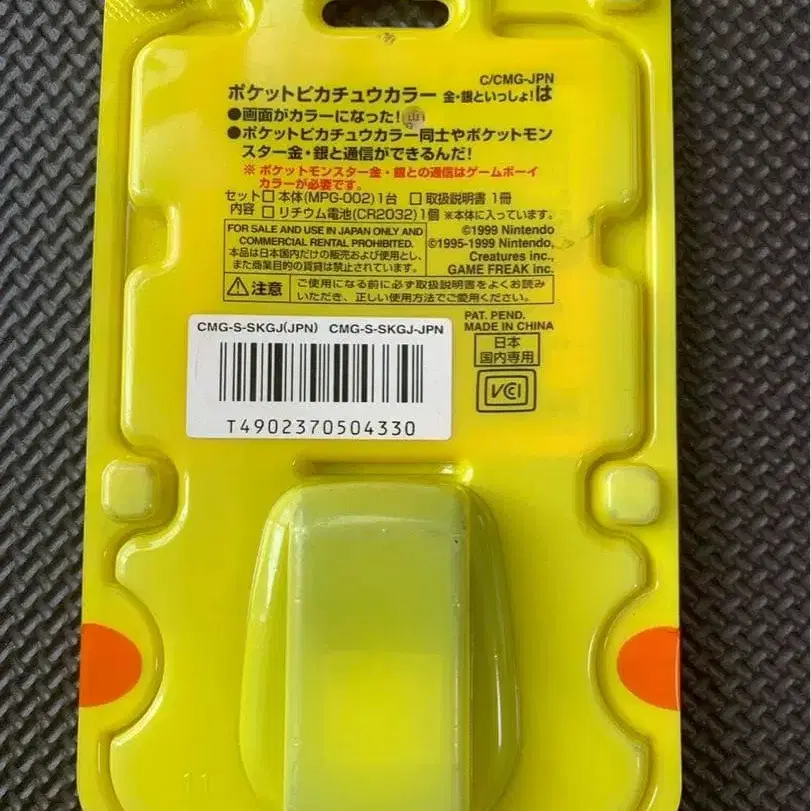 C/CMG-JPN
ポケットピカチュウカラー 金・銀といっしょ!は
●画面がカラーになった!
●ポケットピカチュウカラー同士やポケットモン
スター金・銀と通信ができるんだ!
※ ポケットモンスター金・銀との通信はゲームボーイ
カラーが必要です。
セット内容 □ 本体(MPG-002)1台 □ 取扱説明書 1冊
□ リチウム電池(CR2032)1個 ※本体に入っています。
FOR SALE AND USE IN JAPAN ONLY AND
COMMERCIAL RENTAL PROHIBITED.
本品は日本国内だけの販売および使用とし、
また商業目的の賃貸は禁止されています。
©1999 Nintendo
©1995-1999 Nintendo,
Creatures inc.,
GAME FREAK inc.
注意
ご使用になる前に必ず取扱説明書をよくお読み
いただき、正しい使用方法でご愛用ください。
PAT. PEND.
MADE IN CHINA
日本
国内専用
VCI
CMG-S-SKGJ(JPN) CMG-S-SKGJ-JPN
T4902370504330
11